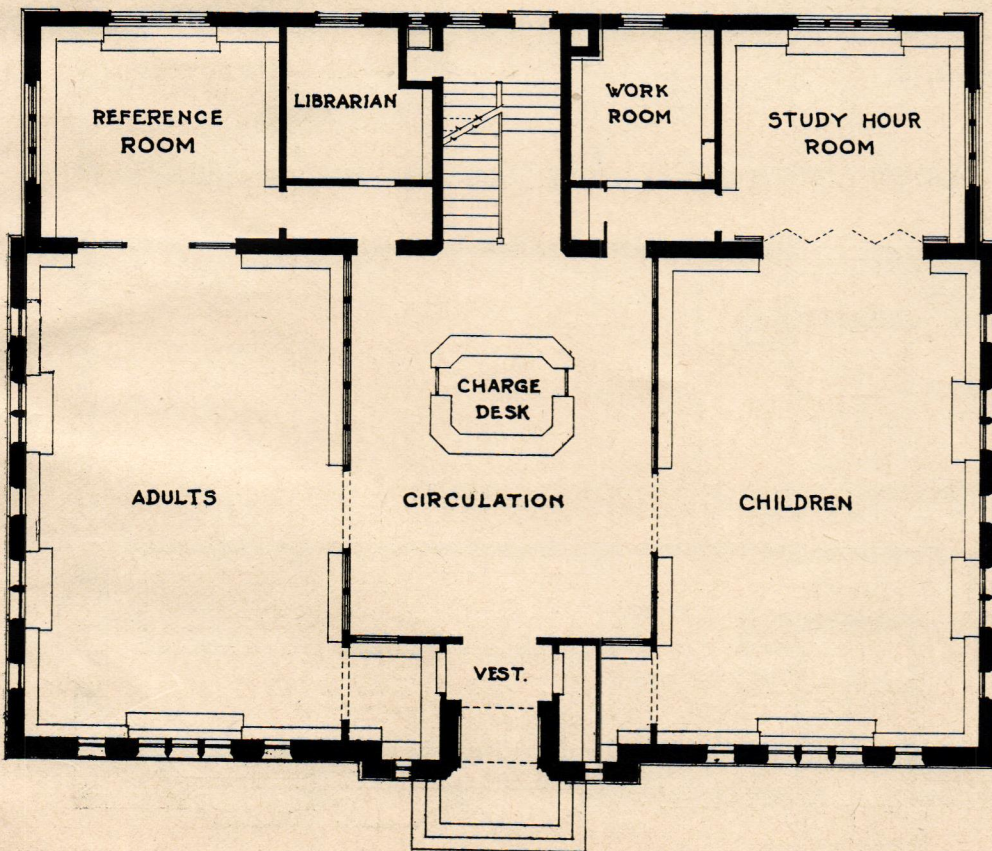 REFERENCE
ROOM
LIBRARIAN
WORK
ROOM
STUDY HOUR
ROOM
CHARGE
DESK
ADULTS
CIRCULATION
CHILDREN
VEST.